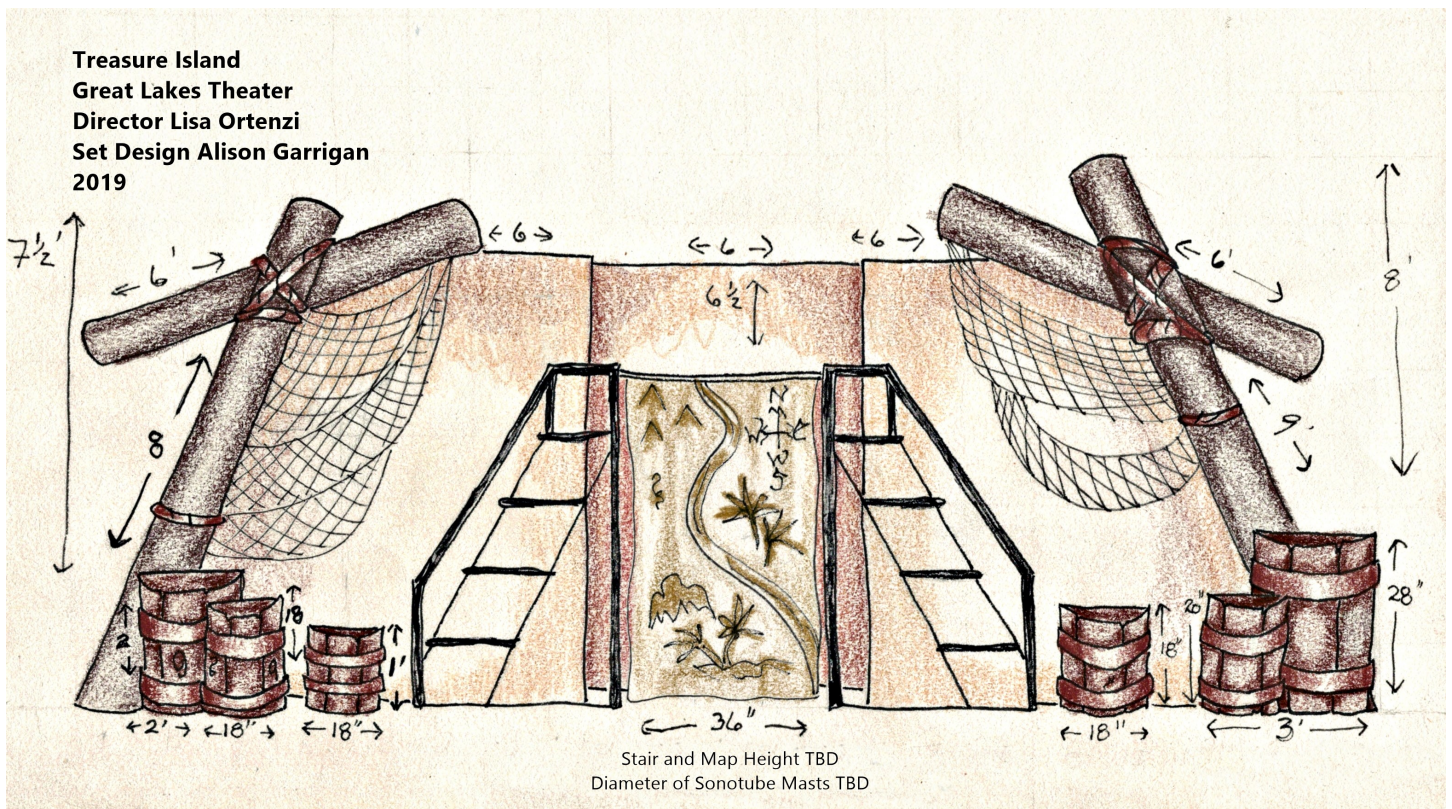 Treasure Island
Great Lakes Theater
Director Lisa Ortenzi
Set Design Alison Garrigan
2019
7½'
6'
6
6
6
6'
8'
6½
8
9'
N
S
2
18
1'
20"
18"
28"
2'
18"
18"
36"
18"
3'
Stair and Map Height TBD
Diameter of Sonotube Masts TBD